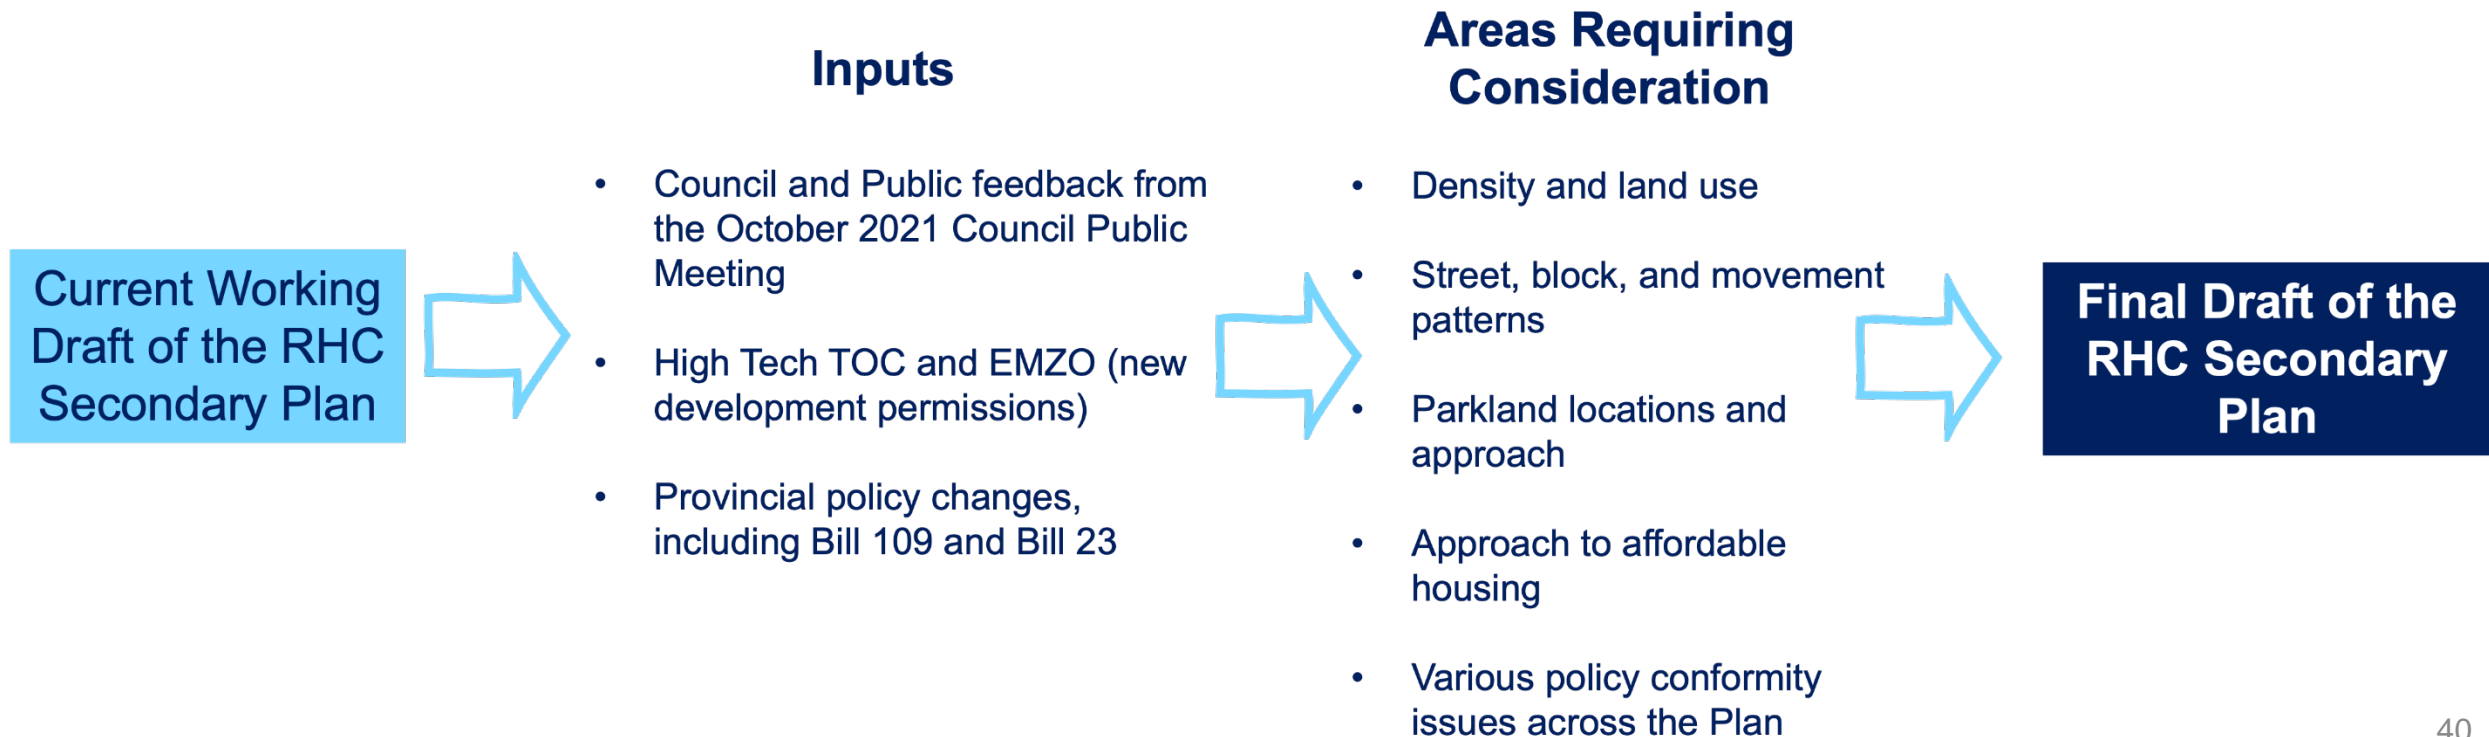 Current Working
Draft of the RHC
Secondary Plan
Inputs
• Council and Public feedback from
the October 2021 Council Public
Meeting
• High Tech TOC and EMZO (new
development permissions)
• Provincial policy changes,
including Bill 109 and Bill 23
Areas Requiring
Consideration
• Density and land use
• Street, block, and movement
patterns
• Parkland locations and
approach
• Approach to affordable
housing
• Various policy conformity
issues across the Plan
Final Draft of the
RHC Secondary
Plan
40